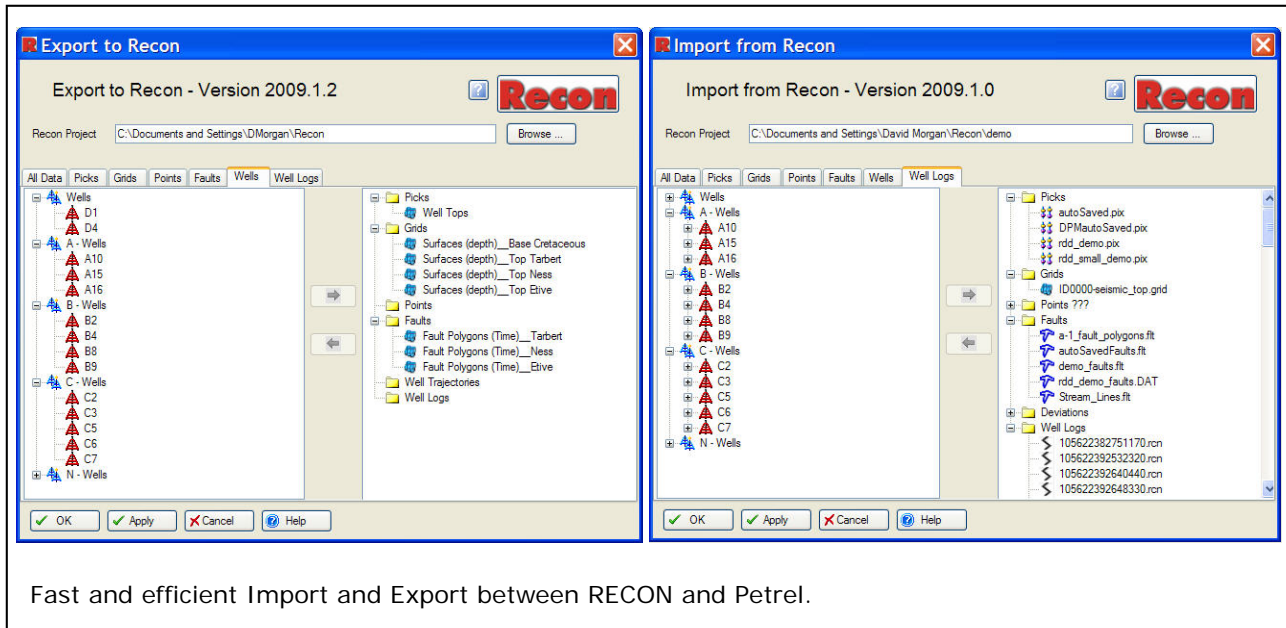 Export to Recon
Export to Recon - Version 2009.1.2
?
Recon
Recon Project
C:\Documents and Settings\DMorgan\Recon
Browse ...
All Data
Picks
Grids
Points
Faults
Wells
Well Logs
Wells
D1
D4
A - Wells
A10
A15
A16
B - Wells
B2
B4
B8
B9
C - Wells
C2
C3
C5
C6
C7
N - Wells
Picks
Well Tops
Grids
Surfaces (depth)__Base Cretaceous
Surfaces (depth)__Top Tarbert
Surfaces (depth)__Top Ness
Surfaces (depth)__Top Etive
Points
Faults
Fault Polygons (Time)__Tarbert
Fault Polygons (Time)__Ness
Fault Polygons (Time)__Etive
Well Trajectories
Well Logs
OK
Apply
Cancel
Help
Import from Recon
Import from Recon - Version 2009.1.0
?
Recon
Recon Project
C:\Documents and Settings\David Morgan\Recon\demo
Browse ...
All Data
Picks
Grids
Points
Faults
Wells
Well Logs
Wells
A - Wells
A10
A15
A16
B - Wells
B2
B4
B8
B9
C - Wells
C2
C3
C5
C6
C7
N - Wells
Picks
autoSaved.pix
DPMautoSaved.pix
rdd_demo.pix
rdd_small_demo.pix
Grids
ID0000-seismic_top.grid
Points ???
Faults
a-1_fault_polygons.flt
autoSavedFaults.flt
demo_faults.flt
rdd_demo_faults.DAT
Stream_Lines.flt
Deviations
Well Logs
105622382751170.rcn
105622392532320.rcn
105622392640440.rcn
105622392648330.rcn
OK
Apply
Cancel
Help
Fast and efficient Import and Export between RECON and Petrel.